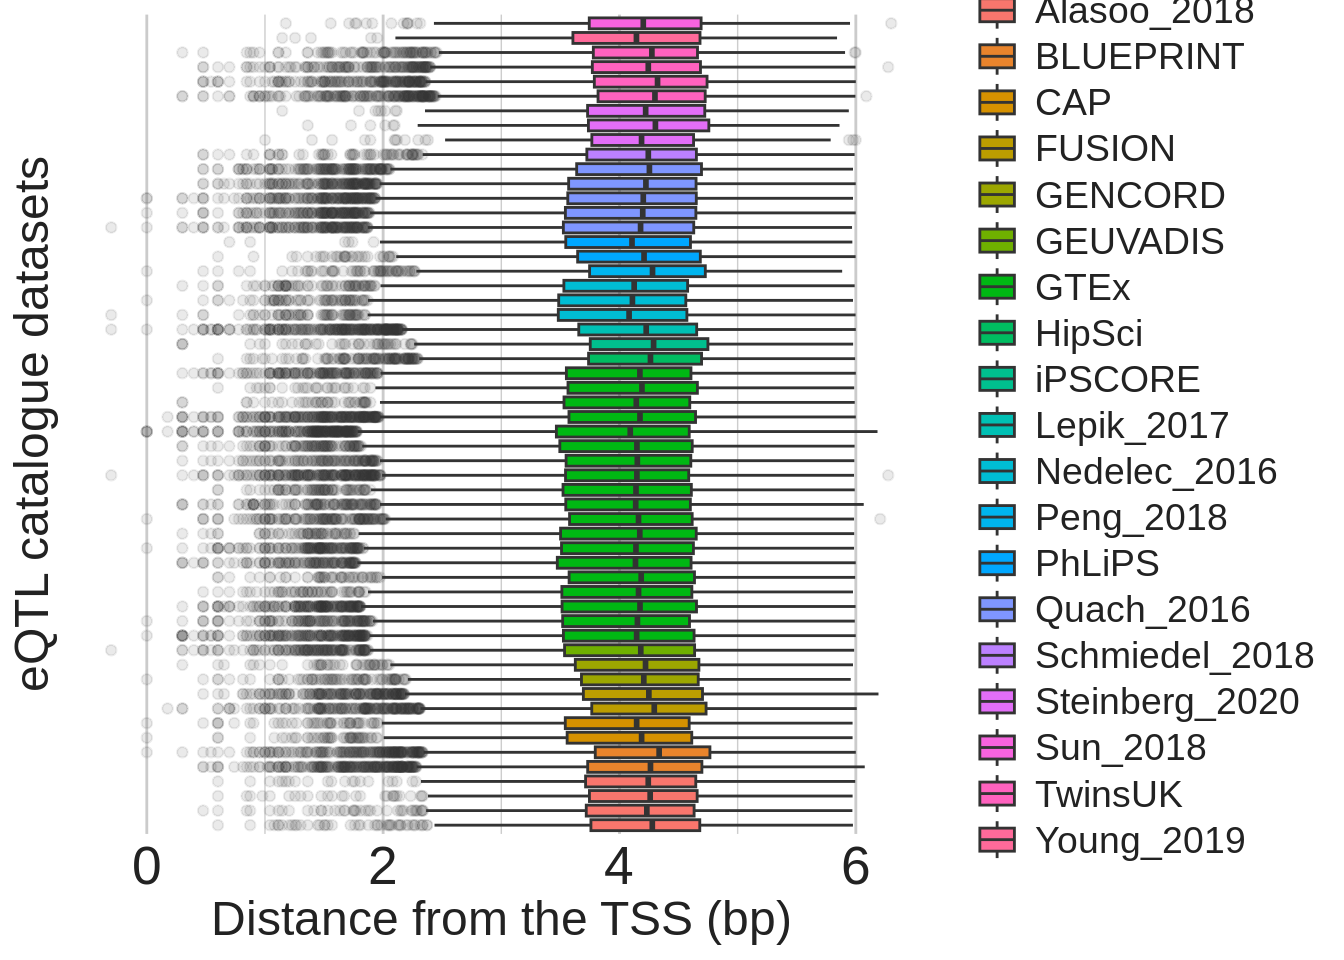 eQTL catalogue datasets
0 2 4 6
Distance from the TSS (bp)
Alasoo_2018
BLUEPRINT
CAP
FUSION
GENCORD
GEUVADIS
GTEx
HipSci
iPSCORE
Lepik_2017
Nedelec_2016
Peng_2018
PhLiPS
Quach_2016
Schmiedel_2018
Steinberg_2020
Sun_2018
TwinsUK
Young_2019